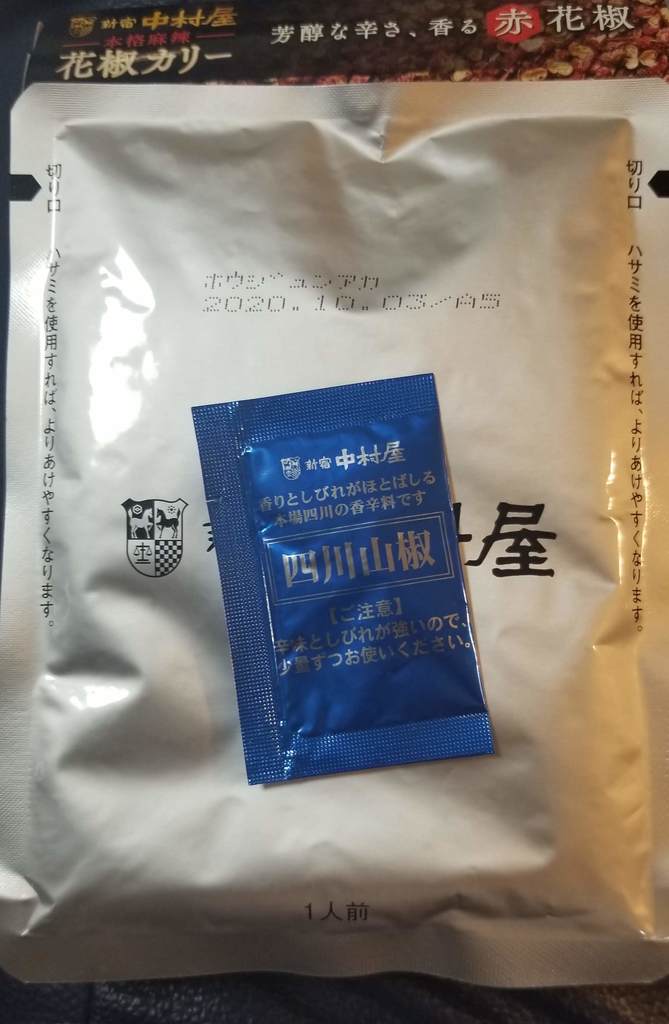 新宿中村屋
本格麻辣
花椒カリー
芳醇な辛さ、香る赤花椒
切り口
ハサミを使用すれば、よりあけやすくなります。
切り口
ハサミを使用すれば、よりあけやすくなります。
ホウジュンアカ
2020.10.03/A5
屋
新宿中村屋
香りとしびれがほとばしる
本場四川の香辛料です
四川山椒
【ご注意】
辛味としびれが強いので、
少量ずつお使いください。
1人前